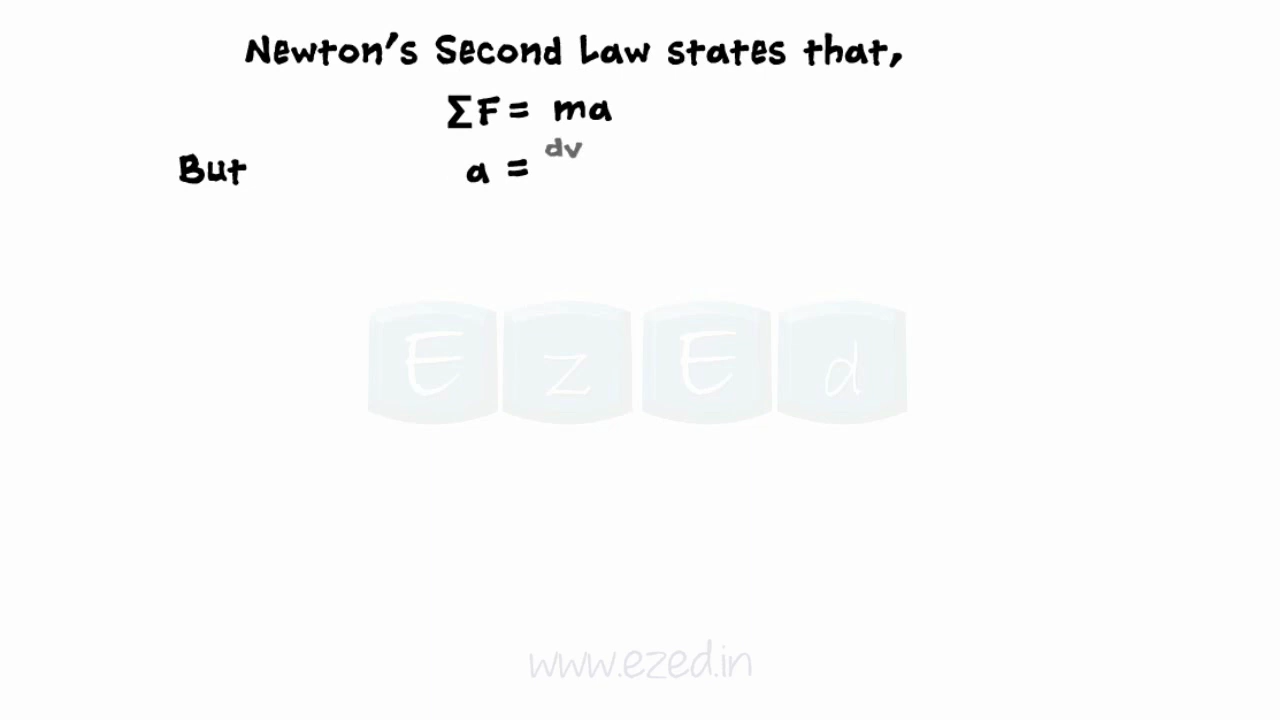 Newton's Second Law states that,
ΣF = ma
But a = dv
EzEd
www.ezed.in